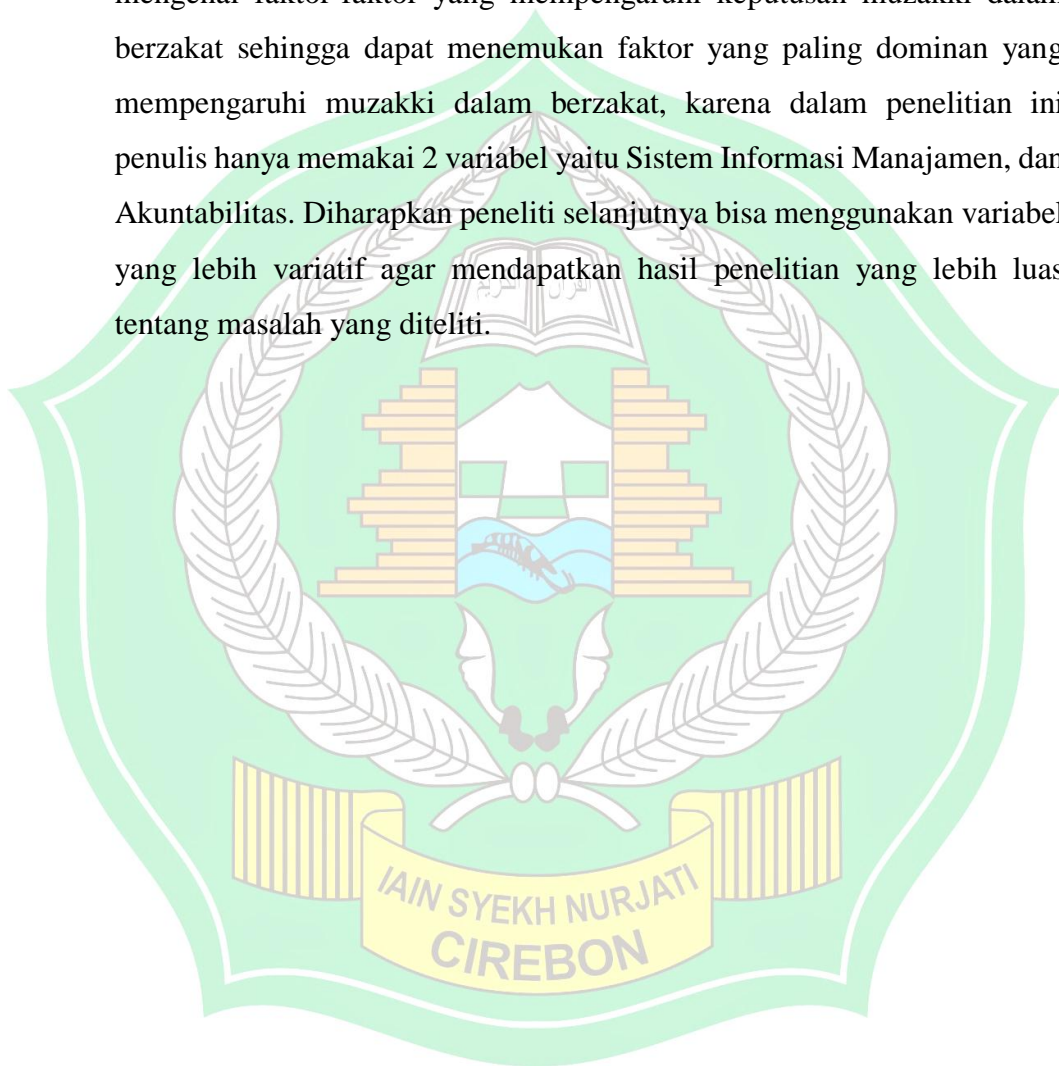 mengenai faktor-faktor yang mempengaruhi keputusan muzakki dalam
berzakat sehingga dapat menemukan faktor yang paling dominan yang
mempengaruhi muzakki dalam berzakat, karena dalam penelitian ini
penulis hanya memakai 2 variabel yaitu Sistem Informasi Manajamen, dan
Akuntabilitas. Diharapkan peneliti selanjutnya bisa menggunakan variabel
yang lebih variatif agar mendapatkan hasil penelitian yang lebih luas
القرآن الكريم
tentang masalah yang diteliti.
IAIN SYEKH NURJATI
CIREBON